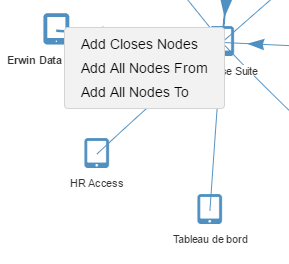 Add Closes Nodes
Erwin Data
Add All Nodes From
Suite
Add All Nodes To
HR Access
Tableau de bord